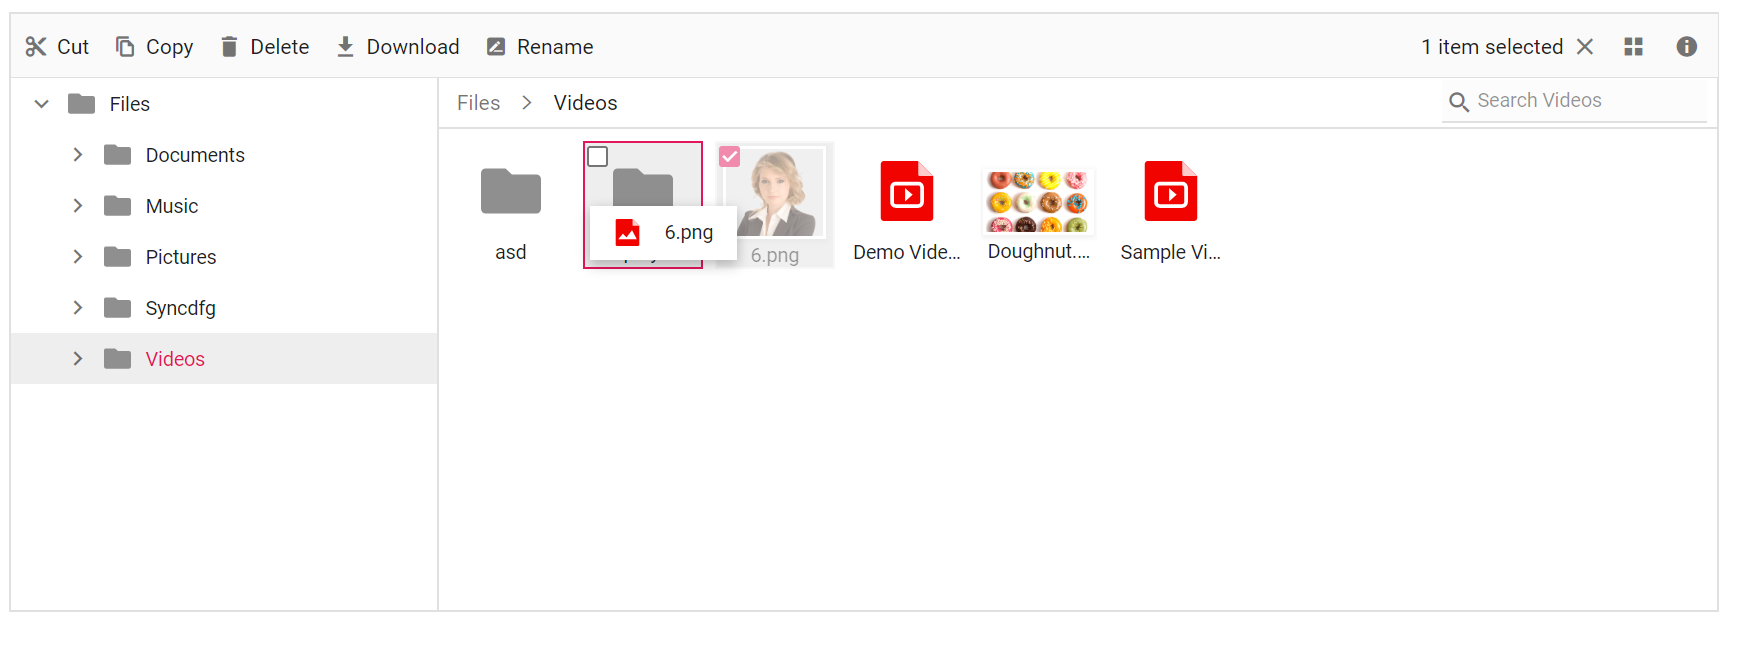 Cut Copy Delete Download Rename 1 item selected
Files
Documents
Music
Pictures
Syncdfg
Videos
Files Videos Search Videos
6.png
asd 6.png Demo Vide... Doughnut.... Sample Vi...